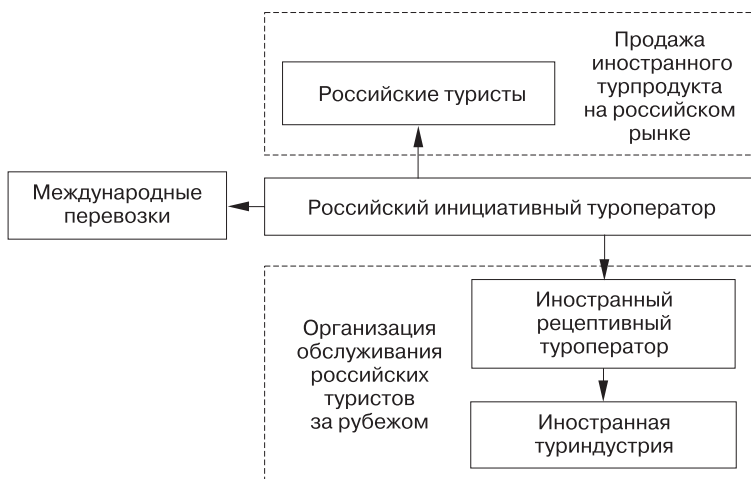 Продажа
иностранного
турпродукта
на российском
рынке
Российские туристы
Международные
перевозки
Российский инициативный туроператор
Организация
обслуживания
российских
туристов
за рубежом
Иностранный
рецептивный
туроператор
Иностранная
туриндустрия